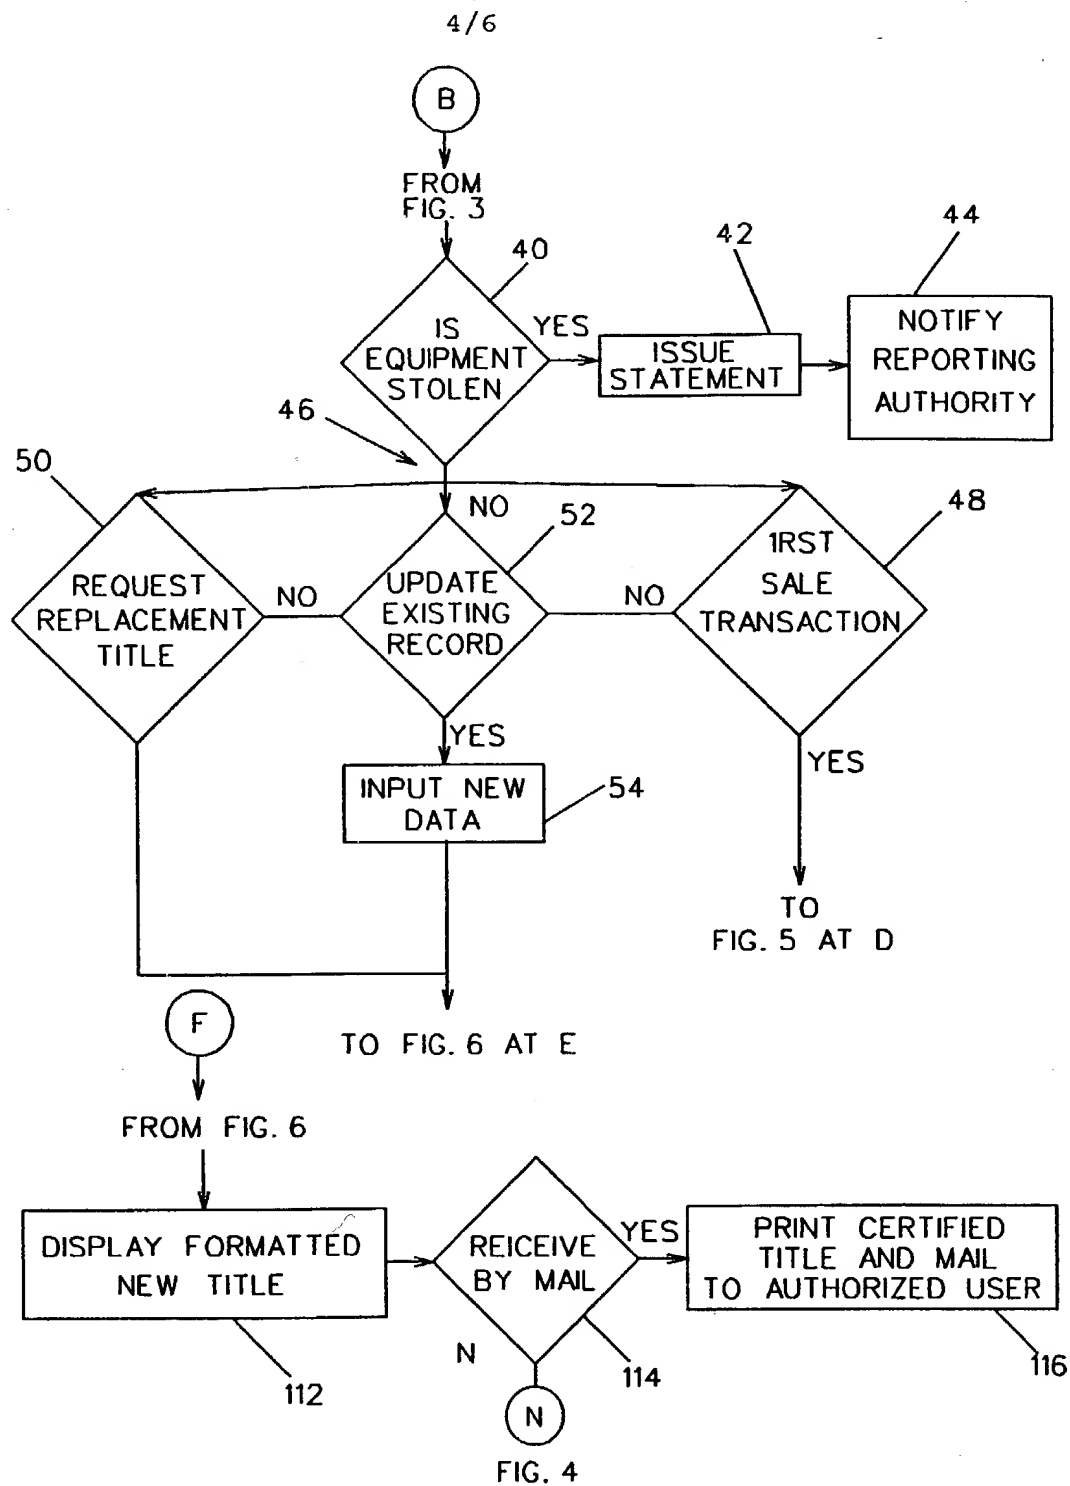 4/6
B
FROM
FIG. 3
40
42
44
IS
EQUIPMENT
STOLEN
YES
ISSUE
STATEMENT
NOTIFY
REPORTING
AUTHORITY
46
50
NO
52
48
REQUEST
REPLACEMENT
TITLE
NO
UPDATE
EXISTING
RECORD
NO
1RST
SALE
TRANSACTION
YES
YES
INPUT NEW
DATA
54
TO
FIG. 5 AT D
F
TO FIG. 6 AT E
FROM FIG. 6
DISPLAY FORMATTED
NEW TITLE
REICEIVE
BY MAIL
YES
PRINT CERTIFIED
TITLE AND MAIL
TO AUTHORIZED USER
N
112
114
116
N
FIG. 4